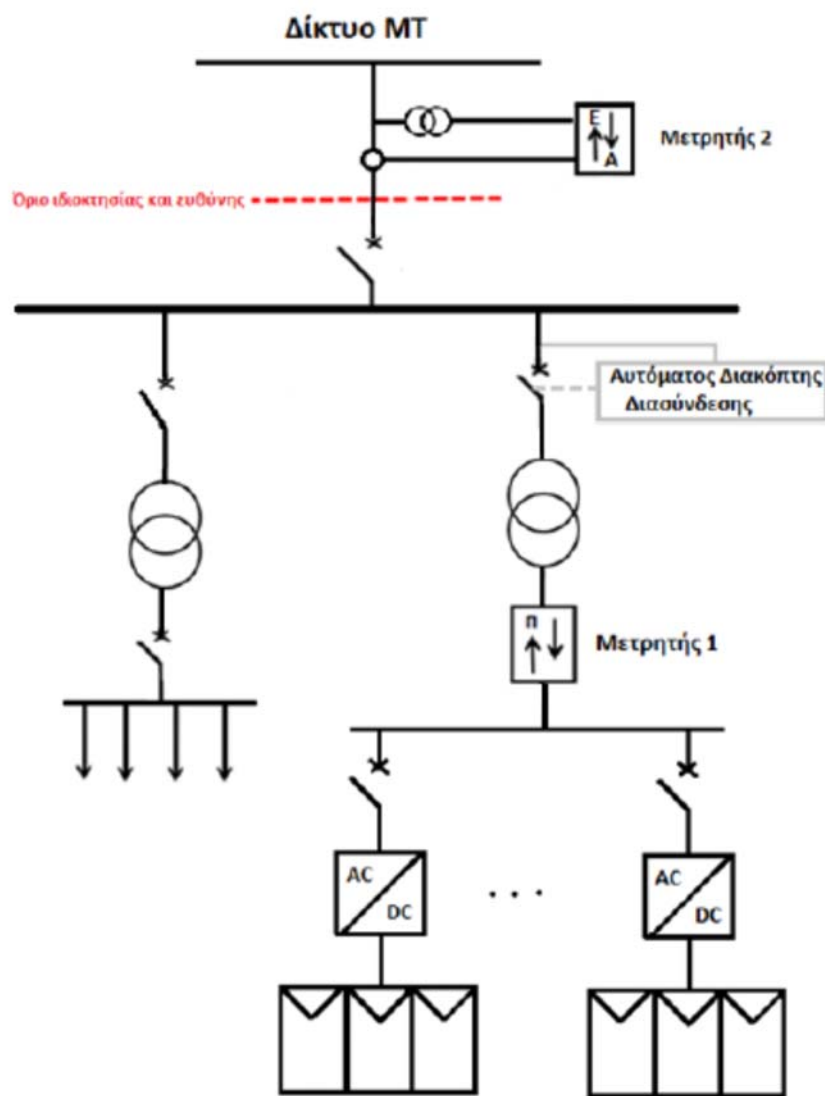 Δίκτυο ΜΤ
Ε
Α
Μετρητής 2
Όριο ιδιοκτησίας και ευθύνης
Αυτόματος Διακόπτης
Διασύνδεσης
Π
Μετρητής 1
AC
DC
. . .
AC
DC